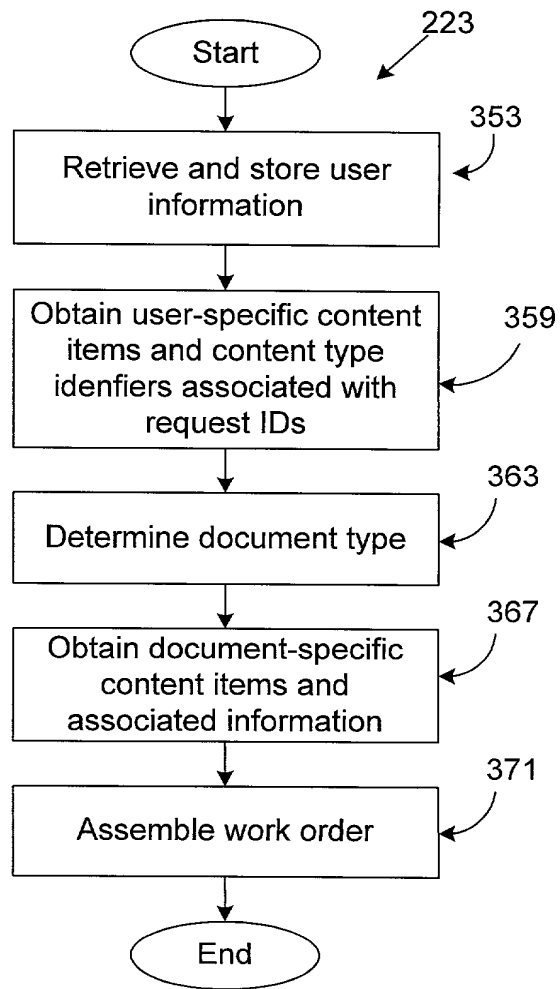 Start
223
353
Retrieve and store user
information
Obtain user-specific content
items and content type
idenfiers associated with
request IDs
359
363
Determine document type
367
Obtain document-specific
content items and
associated information
371
Assemble work order
End